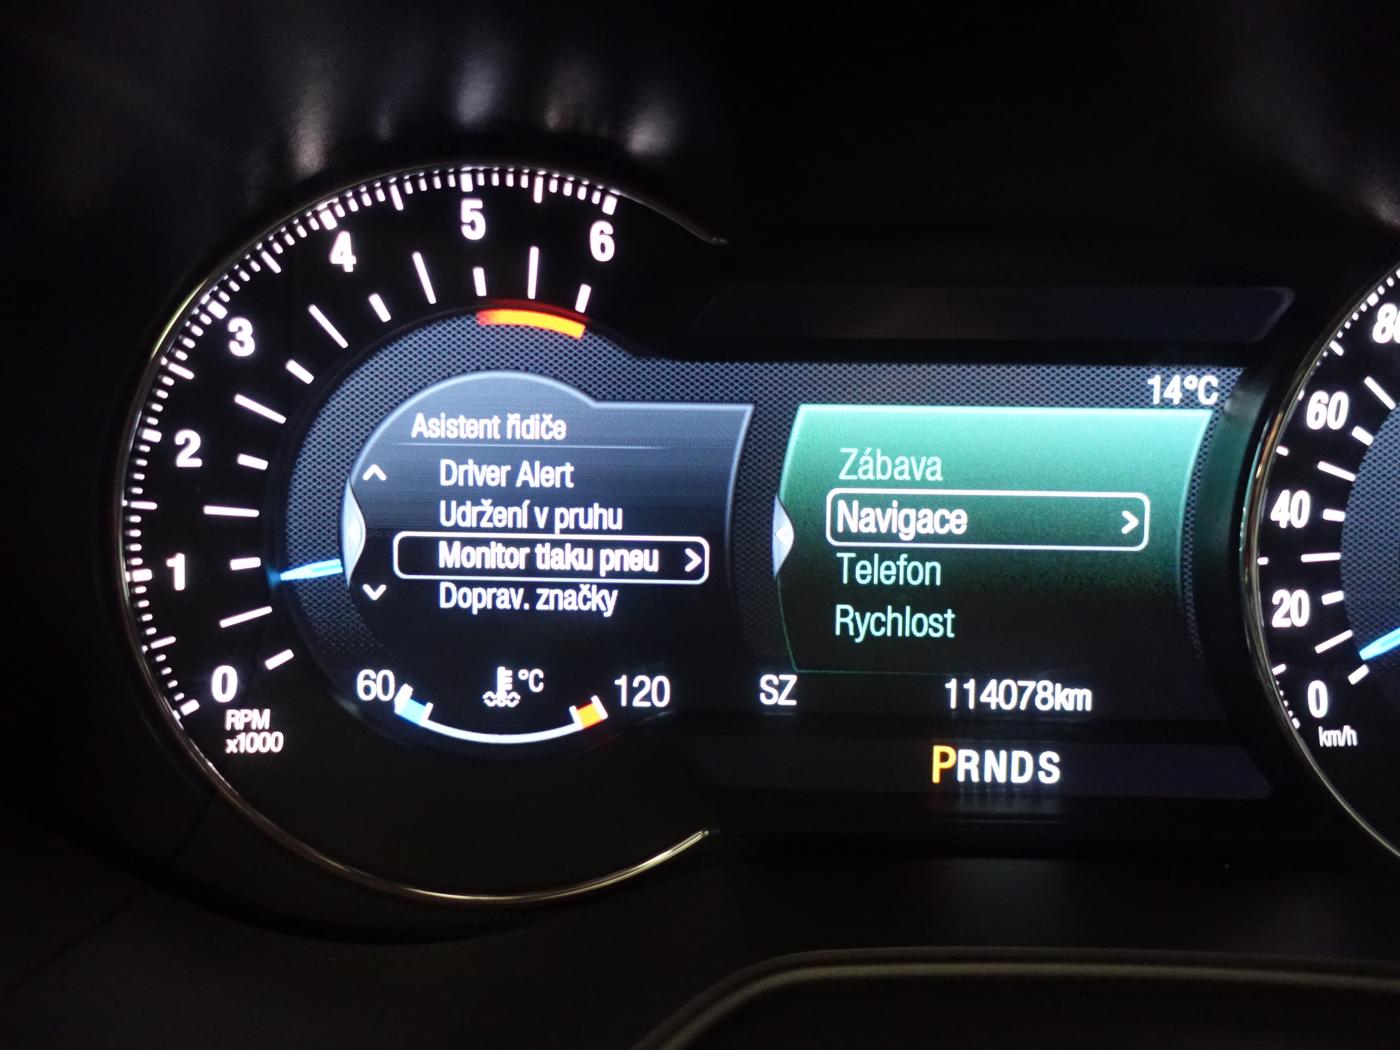 6
5
4
3
2
1
0
RPM
x1000
Asistent řidiče
Driver Alert
Udržení v pruhu
Monitor tlaku pneu
Doprav. značky
60
°C
120
14°C
Zábava
Navigace
Telefon
Rychlost
SZ
114078km
PRNDS
80
60
40
20
0
km/h